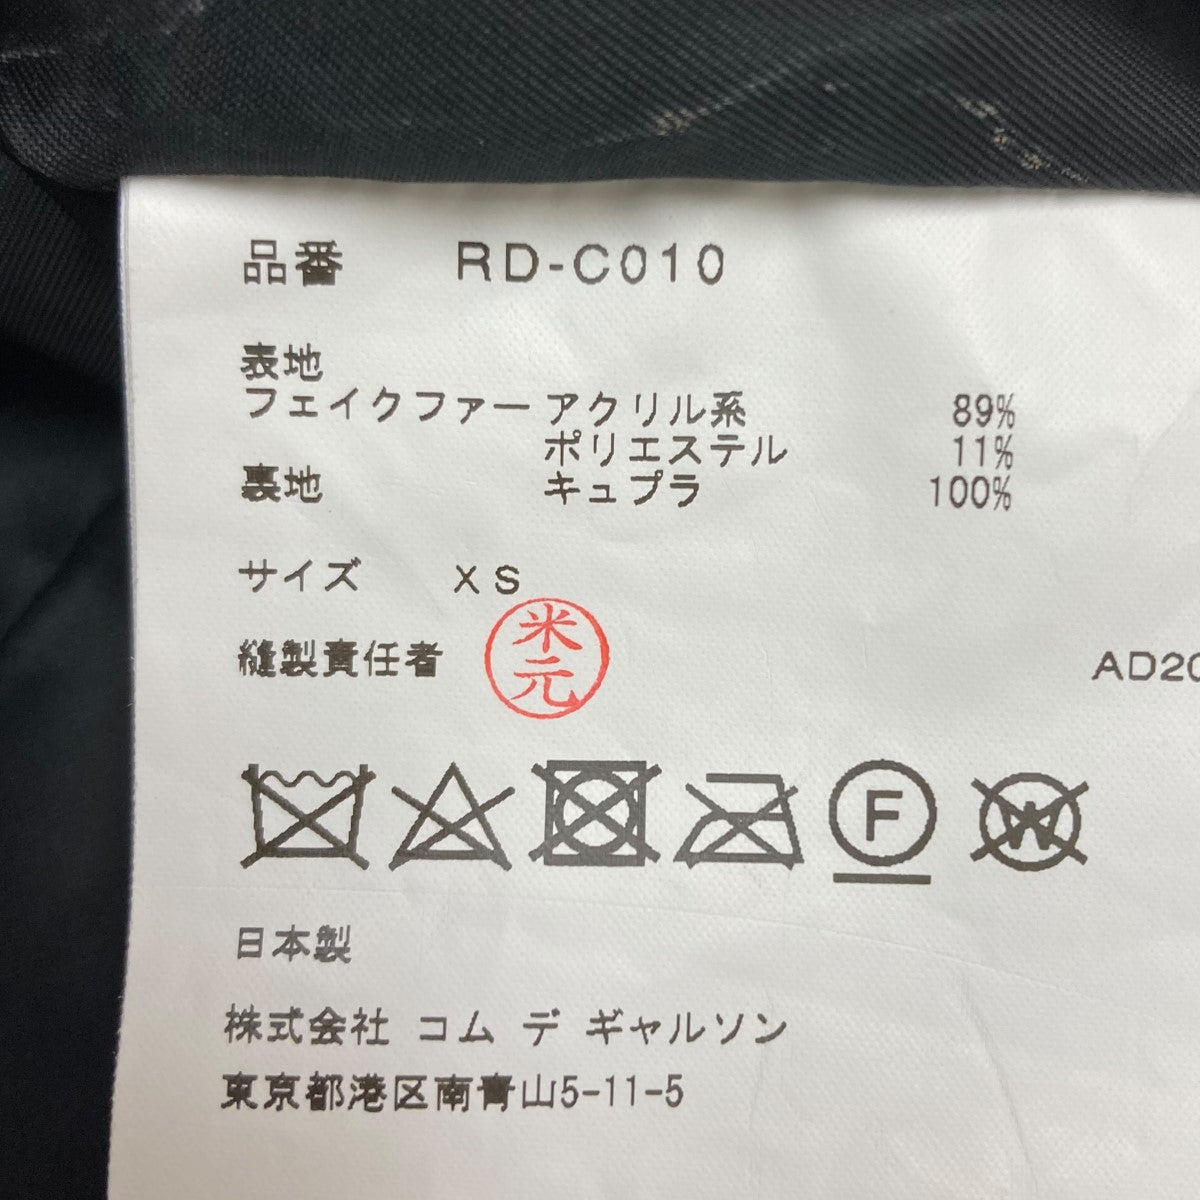 品番 RD-C010
表地
フェイクファー アクリル系 89%
ポリエステル 11%
裏地 キュプラ 100%
サイズ XS
縫製責任者 米元 AD20
F W
日本製
株式会社 コム デ ギャルソン
東京都港区南青山5-11-5